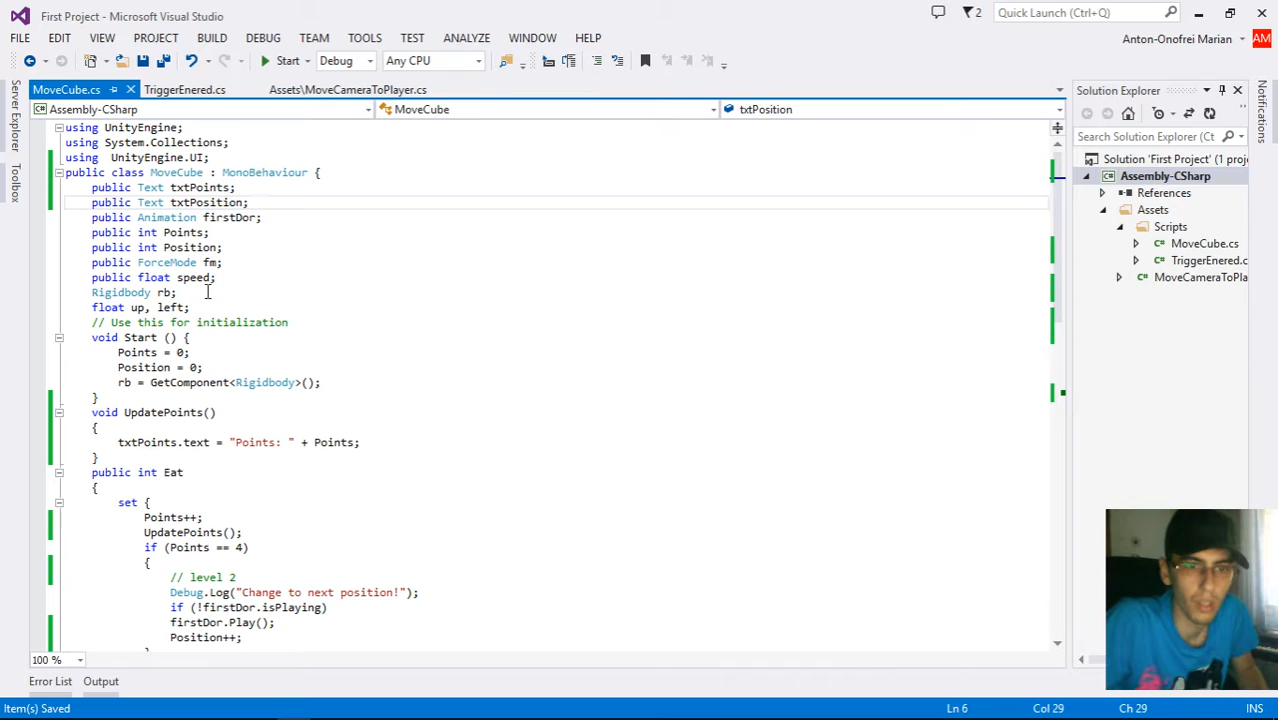 First Project - Microsoft Visual Studio
2
Quick Launch (Ctrl+Q)
FILE EDIT VIEW PROJECT BUILD DEBUG TEAM TOOLS TEST ANALYZE WINDOW HELP
Anton-Onofrei Marian
AM
Start Debug Any CPU
Server Explorer
Toolbox
MoveCube.cs TriggerEnered.cs Assets\MoveCameraToPlayer.cs
Assembly-CSharp MoveCube txtPosition
using UnityEngine;
using System.Collections;
using  UnityEngine.UI;
public class MoveCube : MonoBehaviour {
public Text txtPoints;
public Text txtPosition;
public Animation firstDor;
public int Points;
public int Position;
public ForceMode fm;
public float speed;
Rigidbody rb;
float up, left;
// Use this for initialization
void Start () {
Points = 0;
Position = 0;
rb = GetComponent<Rigidbody>();
}
void UpdatePoints()
{
txtPoints.text = "Points: " + Points;
}
public int Eat
{
set {
Points++;
UpdatePoints();
if (Points == 4)
{
// level 2
Debug.Log("Change to next position!");
if (!firstDor.isPlaying)
firstDor.Play();
Position++;
100 %
Error List Output
Item(s) Saved
Ln 6 Col 29 Ch 29 INS
Solution Explorer
Search Solution Explorer (Ct
Solution 'First Project' (1 proje
Assembly-CSharp
References
Assets
Scripts
MoveCube.cs
TriggerEnered.c
MoveCameraToPla
Notifications